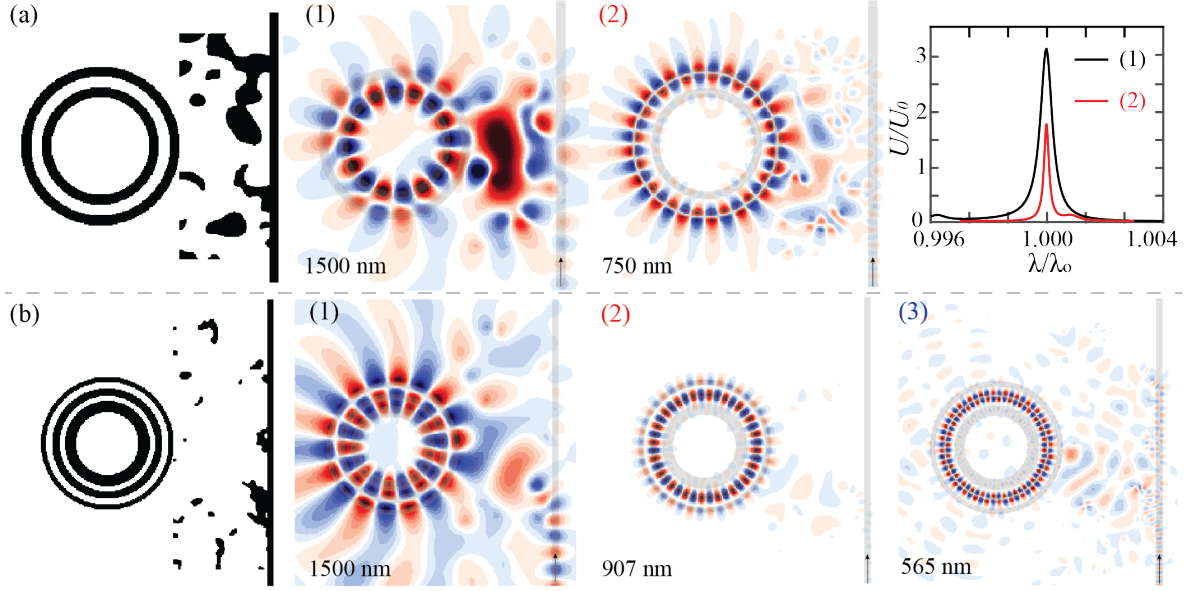 (a)
(1)
1500 nm
(2)
750 nm
U/U₀
3
2
1
0
(1)
(2)
0.996
1.000
1.004
λ/λ₀
(b)
(1)
1500 nm
(2)
907 nm
(3)
565 nm